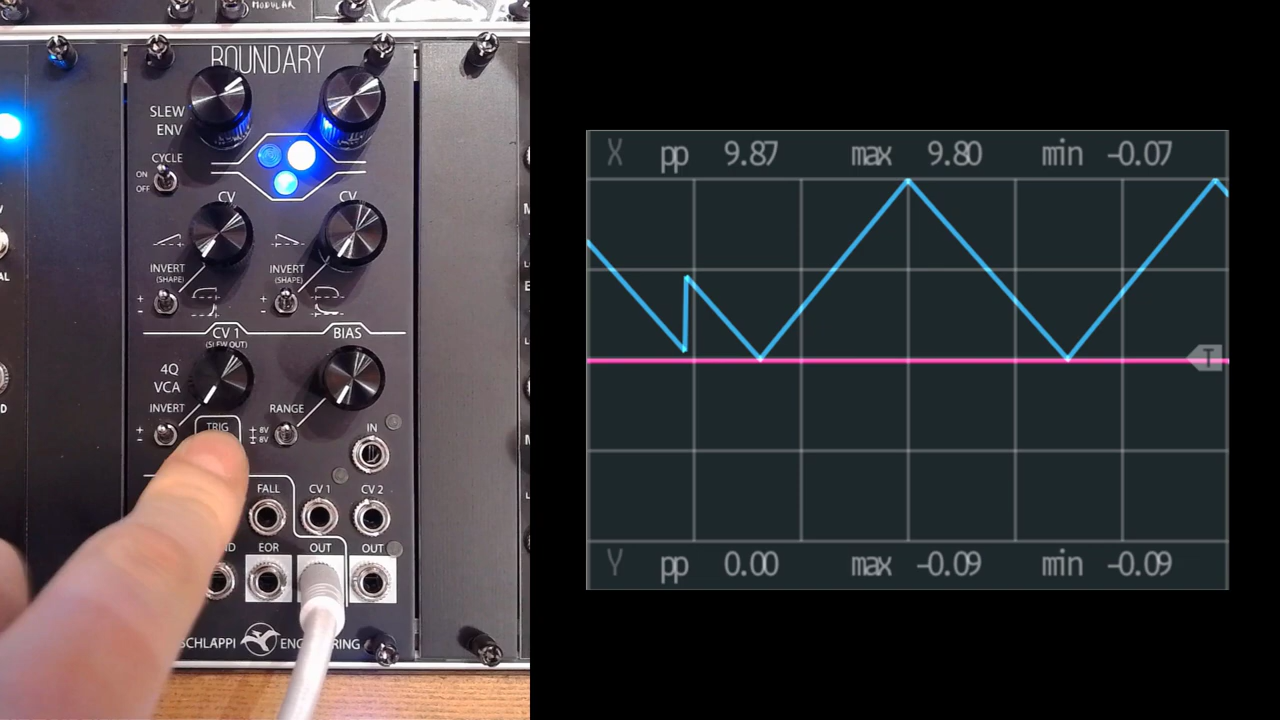 MODULAR
BOUNDARY
SLEW
ENV
CYCLE
ON
OFF
CV CV
INVERT
(SHAPE)
INVERT
(SHAPE)
+
-
+
-
CV 1
(SLEW OUT)
BIAS
4Q
VCA
INVERT
RANGE
+
-
TRIG
+ 8V
± 8V
IN
FALL CV 1 CV 2
EOR OUT OUT
SCHLAPPI ENGINEERING
X pp 9.87 max 9.80 min -0.07
T
Y pp 0.00 max -0.09 min -0.09